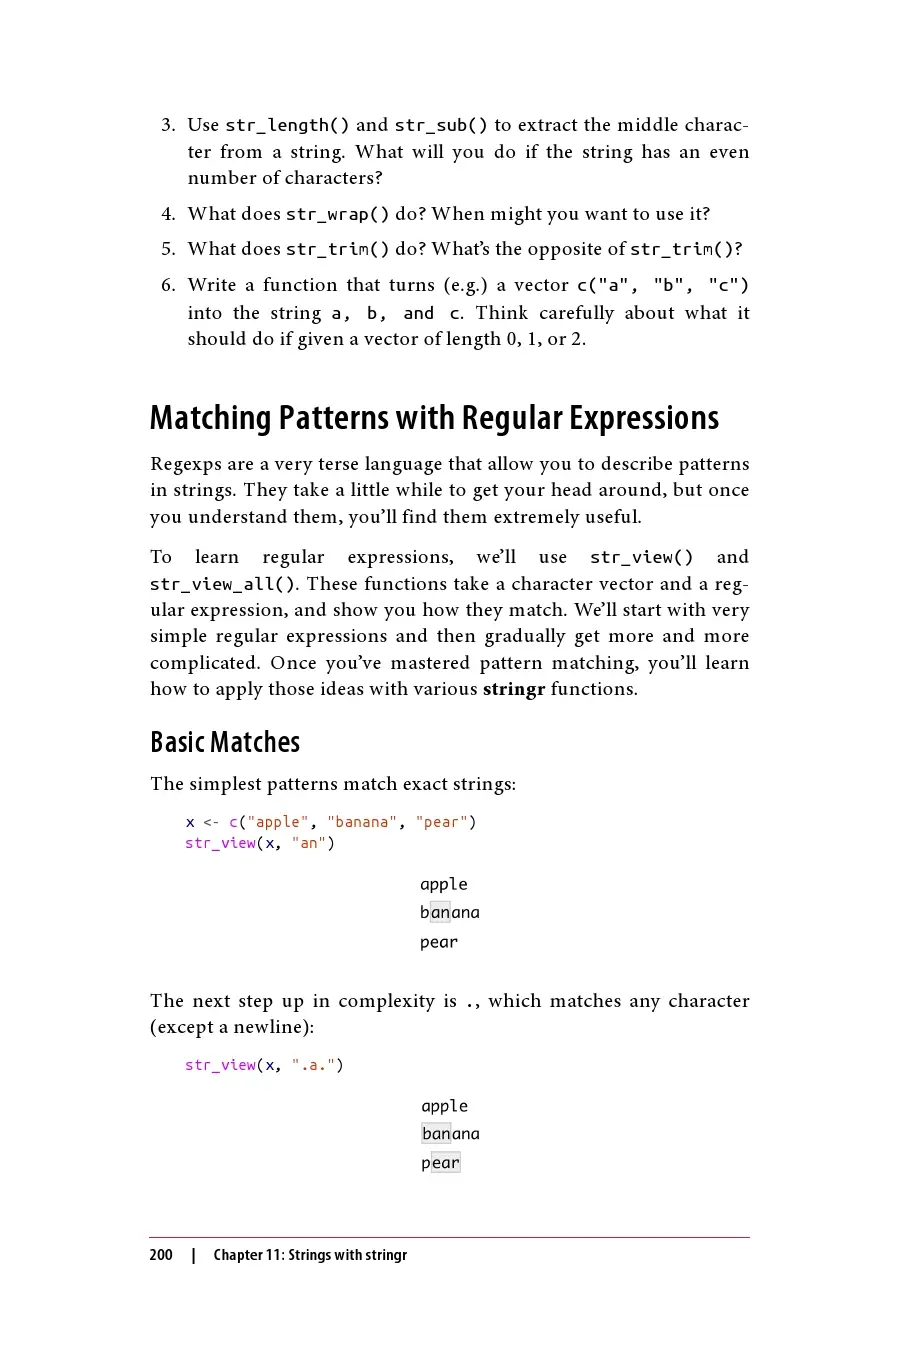 3. Use str_length() and str_sub() to extract the middle charac-
ter from a string. What will you do if the string has an even
number of characters?
4. What does str_wrap() do? When might you want to use it?
5. What does str_trim() do? What’s the opposite of str_trim()?
6. Write a function that turns (e.g.) a vector c("a", "b", "c")
into the string a, b, and c. Think carefully about what it
should do if given a vector of length 0, 1, or 2.
Matching Patterns with Regular Expressions
Regexps are a very terse language that allow you to describe patterns
in strings. They take a little while to get your head around, but once
you understand them, you’ll find them extremely useful.
To learn regular expressions, we’ll use str_view() and
str_view_all(). These functions take a character vector and a reg-
ular expression, and show you how they match. We’ll start with very
simple regular expressions and then gradually get more and more
complicated. Once you’ve mastered pattern matching, you’ll learn
how to apply those ideas with various stringr functions.
Basic Matches
The simplest patterns match exact strings:
x <- c("apple", "banana", "pear")
str_view(x, "an")
apple
banana
pear
The next step up in complexity is ., which matches any character
(except a newline):
str_view(x, ".a.")
apple
banana
pear
200 | Chapter 11: Strings with stringr